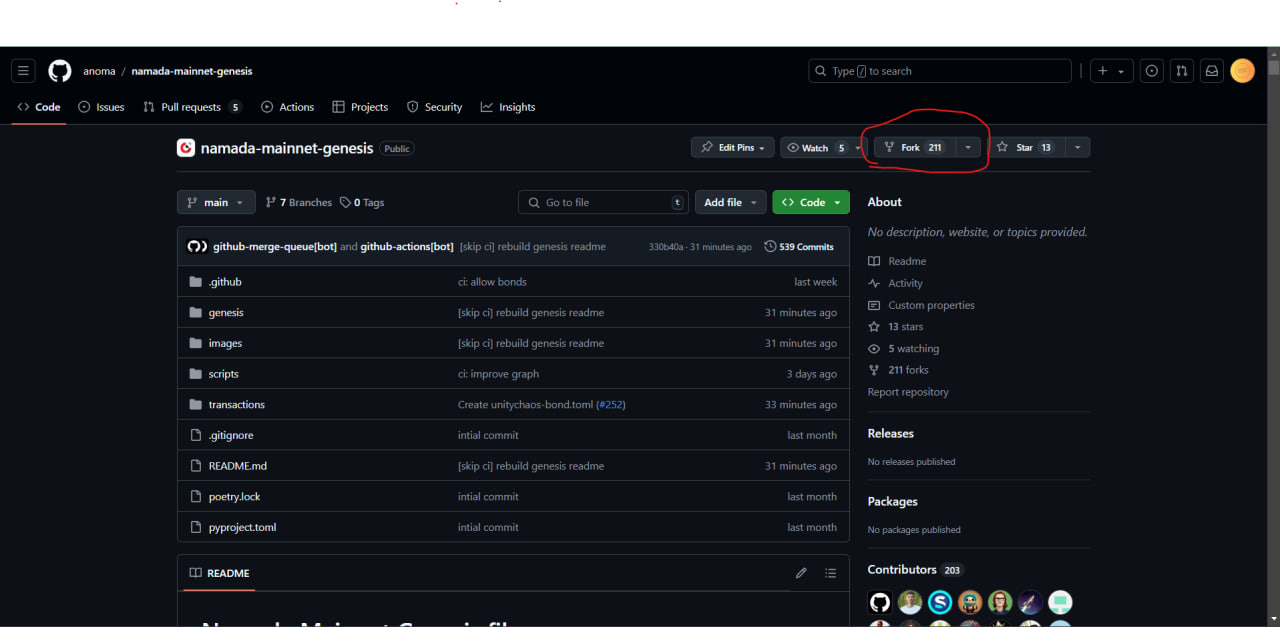 anoma / namada-mainnet-genesis
Type / to search
Code Issues Pull requests 5 Actions Projects Security Insights
namada-mainnet-genesis Public
Edit Pins Watch 5 Fork 211 Star 13
main 7 Branches 0 Tags Go to file t Add file Code
github-merge-queue[bot] and github-actions[bot] [skip ci] rebuild genesis readme 330b40a · 31 minutes ago 539 Commits
.github ci: allow bonds last week
genesis [skip ci] rebuild genesis readme 31 minutes ago
images [skip ci] rebuild genesis readme 31 minutes ago
scripts ci: improve graph 3 days ago
transactions Create unitychaos-bond.toml (#252) 33 minutes ago
.gitignore intial commit last month
README.md [skip ci] rebuild genesis readme 31 minutes ago
poetry.lock intial commit last month
pyproject.toml intial commit last month
README
About
No description, website, or topics provided.
Readme
Activity
Custom properties
13 stars
5 watching
211 forks
Report repository
Releases
No releases published
Packages
No packages published
Contributors 203